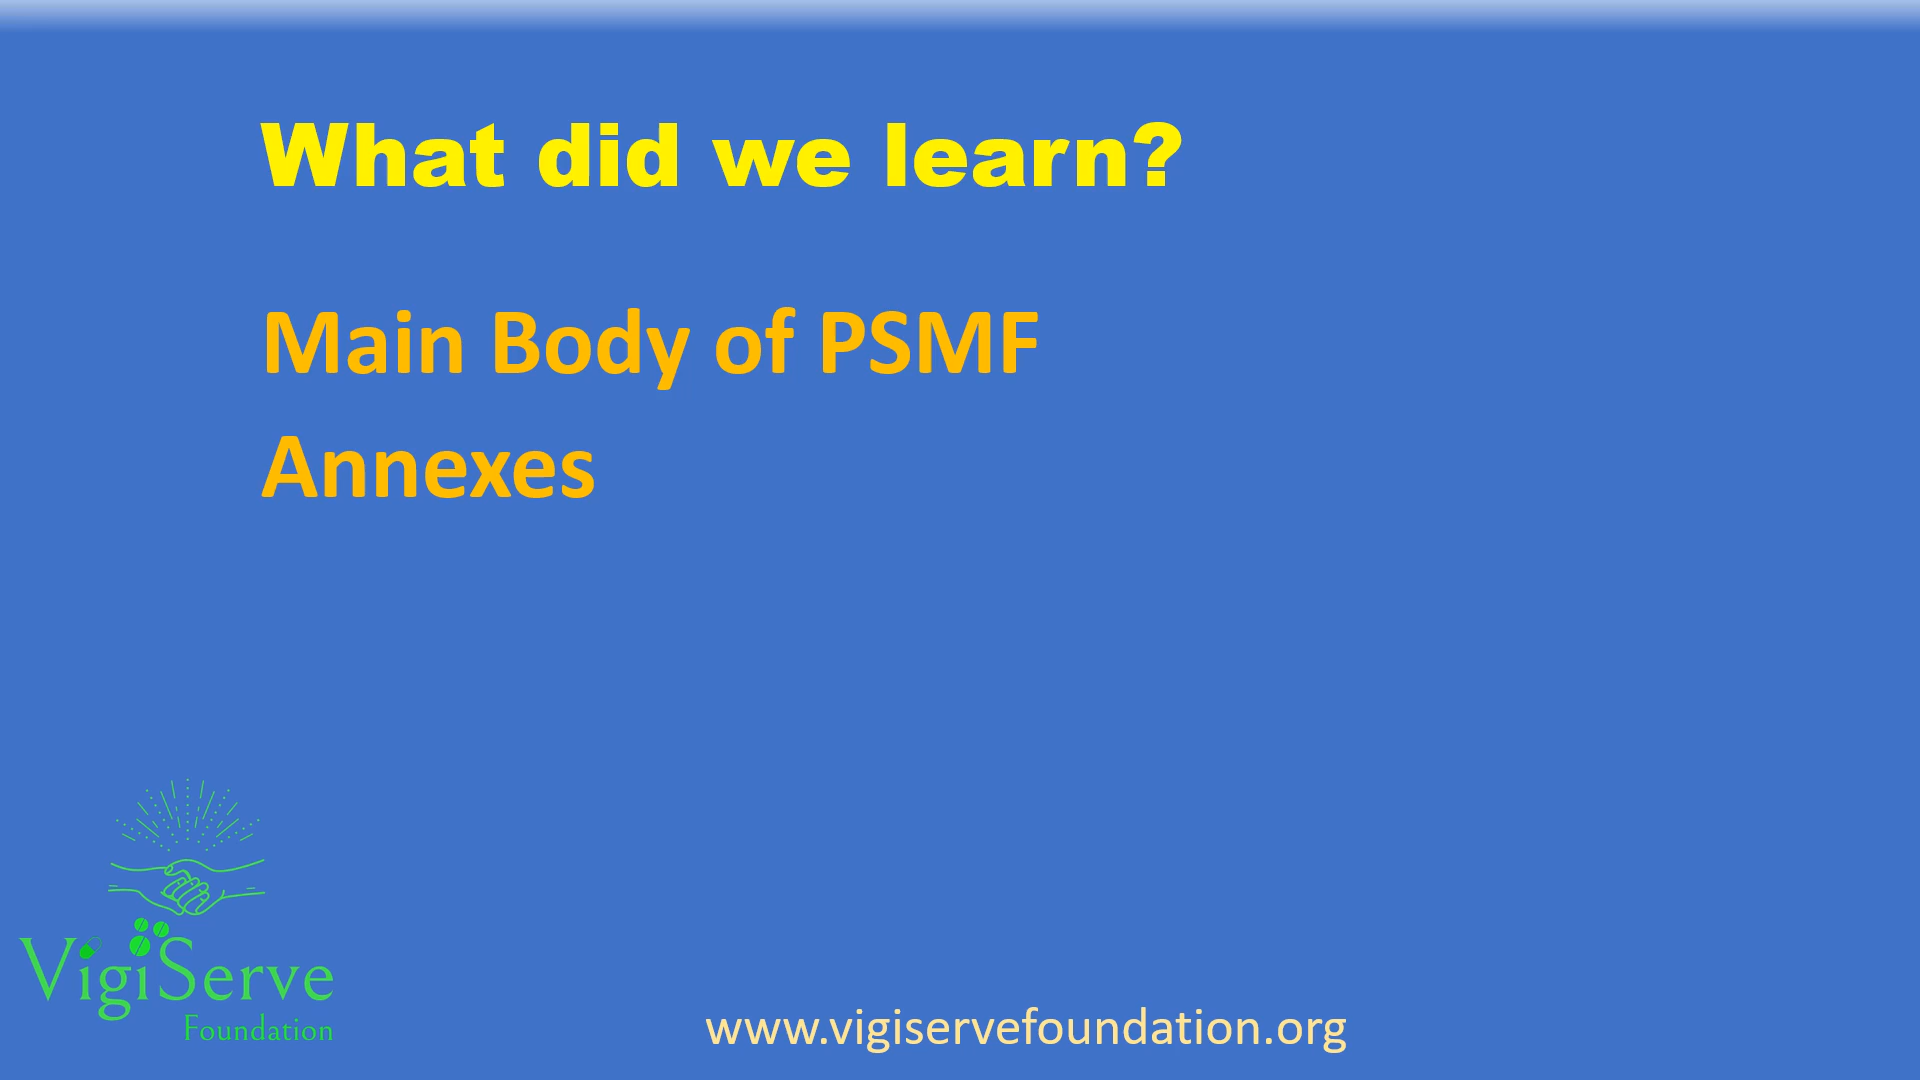 What did we learn?
Main Body of PSMF
Annexes
VigiServe
Foundation
www.vigiservefoundation.org